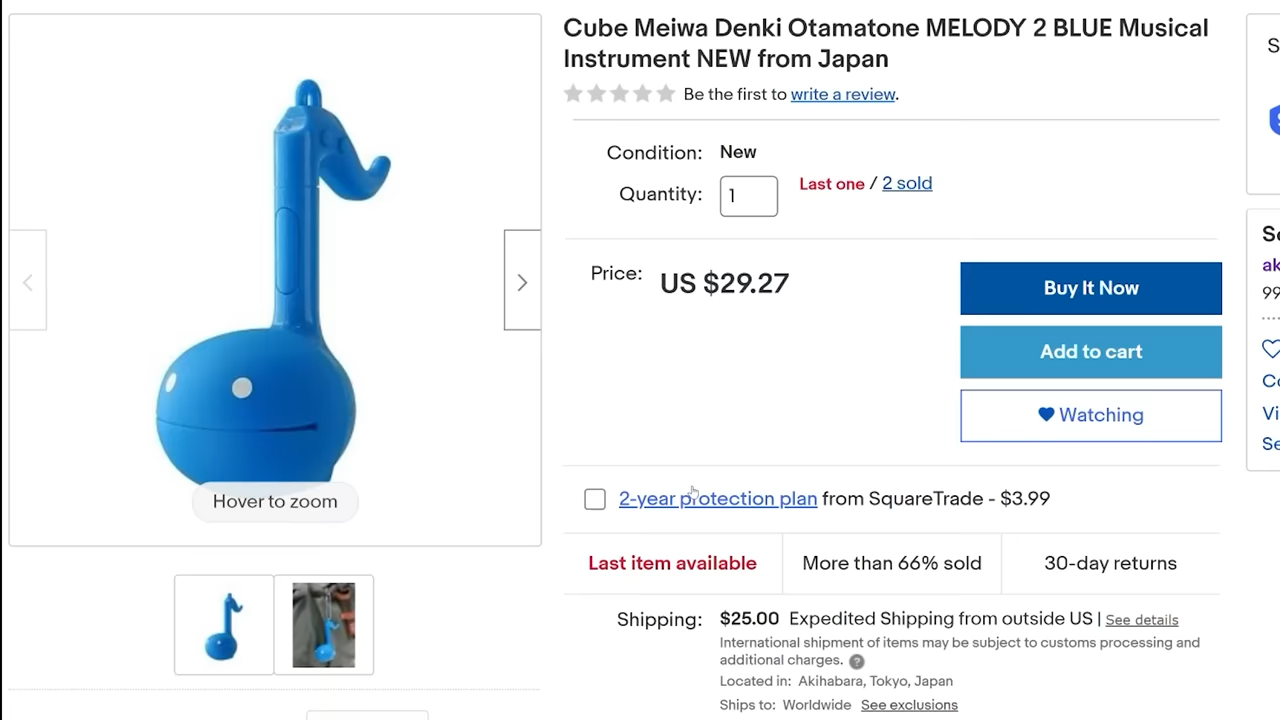 Cube Meiwa Denki Otamatone MELODY 2 BLUE Musical
Instrument NEW from Japan
Be the first to write a review.
Condition: New
Quantity: 1 Last one / 2 sold
Price: US $29.27
Buy It Now
Add to cart
Watching
Hover to zoom
2-year protection plan from SquareTrade - $3.99
Last item available More than 66% sold 30-day returns
Shipping: $25.00 Expedited Shipping from outside US | See details
International shipment of items may be subject to customs processing and
additional charges. ?
Located in: Akihabara, Tokyo, Japan
Ships to: Worldwide See exclusions
S
ak
99
Vi
Se